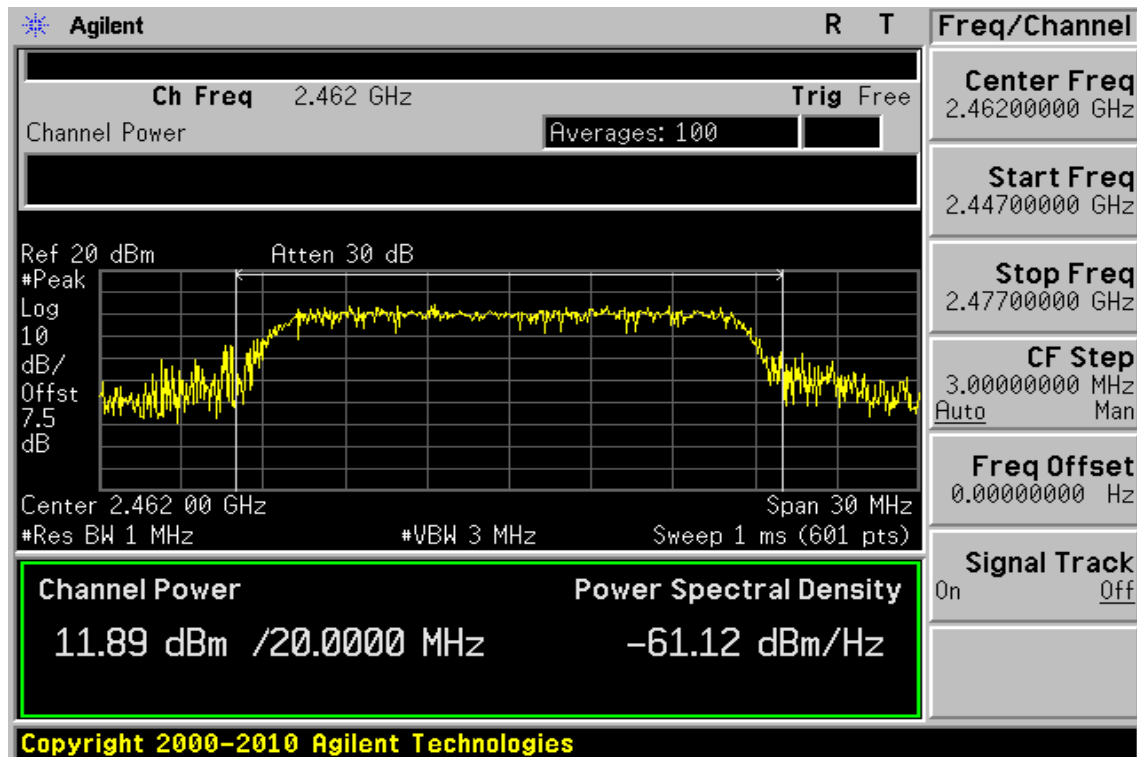 Agilent R T
Ch Freq 2.462 GHz Trig Free
Channel Power Averages: 100
Ref 20 dBm Atten 30 dB
#Peak
Log
10
dB/
Offst
7.5
dB
Center 2.462 00 GHz Span 30 MHz
#Res BW 1 MHz #VBW 3 MHz Sweep 1 ms (601 pts)
Channel Power Power Spectral Density
11.89 dBm /20.0000 MHz -61.12 dBm/Hz
Copyright 2000-2010 Agilent Technologies
Freq/Channel
Center Freq
2.46200000 GHz
Start Freq
2.44700000 GHz
Stop Freq
2.47700000 GHz
CF Step
3.00000000 MHz
Auto Man
Freq Offset
0.00000000 Hz
Signal Track
On Off